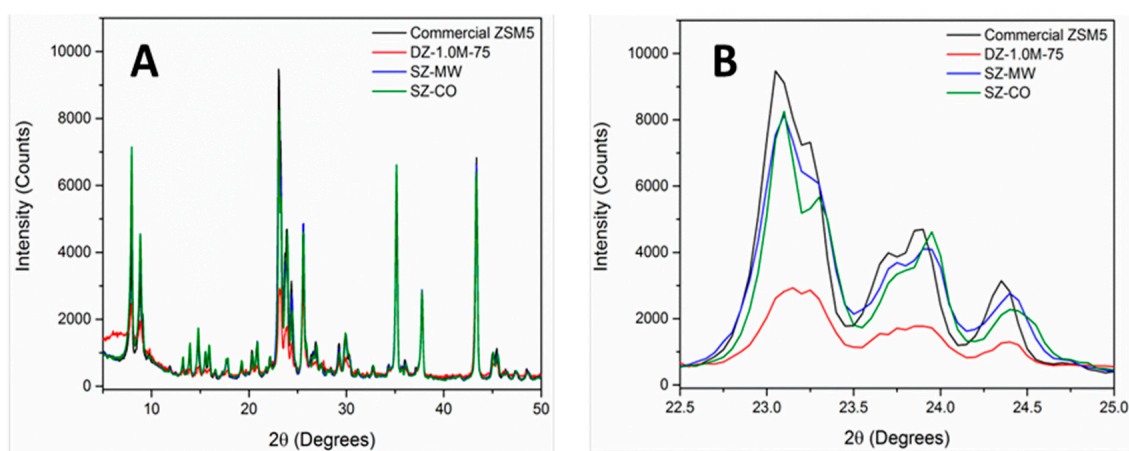 A
Commercial ZSM5
DZ-1.0M-75
SZ-MW
SZ-CO
Intensity (Counts)
10000
8000
6000
4000
2000
0
10
20
30
40
50
2θ (Degrees)
B
Commercial ZSM5
DZ-1.0M-75
SZ-MW
SZ-CO
Intensity (Counts)
10000
8000
6000
4000
2000
0
22.5
23.0
23.5
24.0
24.5
25.0
2θ (Degrees)